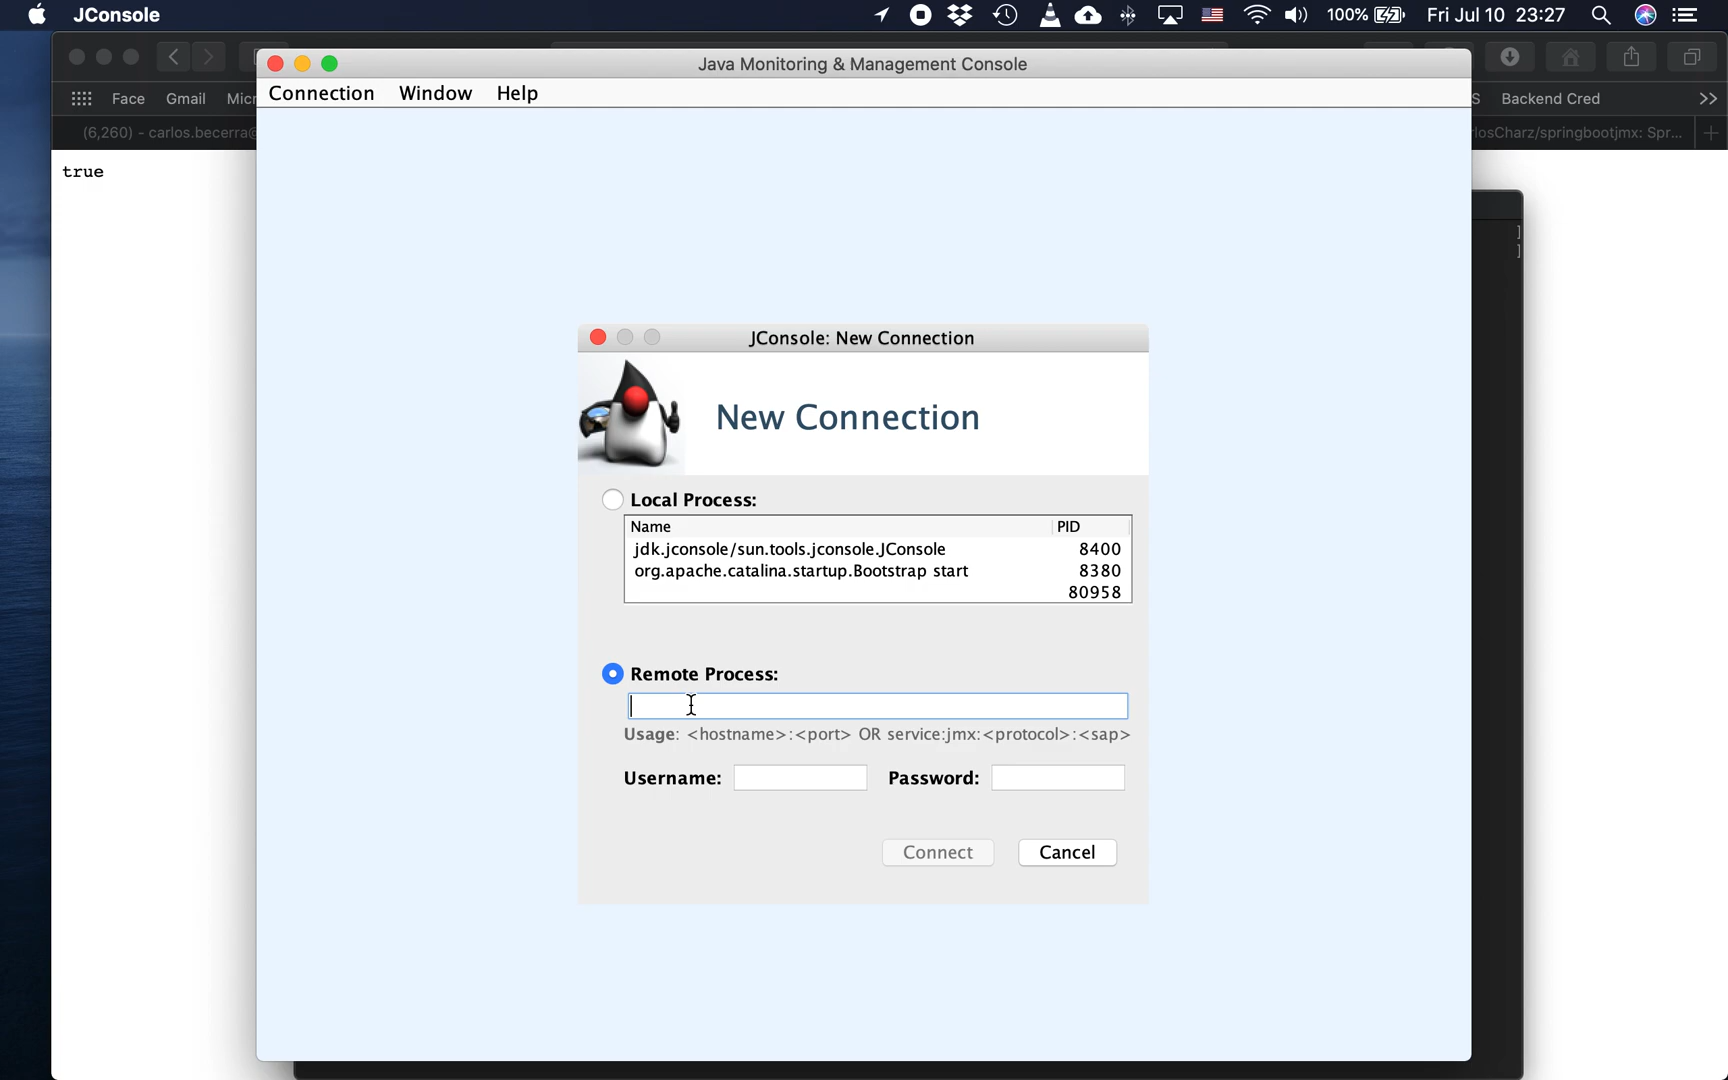 JConsole
100%
Fri Jul 10 23:27
Java Monitoring & Management Console
Connection Window Help
Face Gmail
Backend Cred
(6,260) - carlos.becerra@
losCharz/springbootjmx: Spr...
true
]
]
JConsole: New Connection
New Connection
Local Process:
Name PID
jdk.jconsole/sun.tools.jconsole.JConsole 8400
org.apache.catalina.startup.Bootstrap start 8380
80958
Remote Process:
Usage: <hostname>:<port> OR service:jmx:<protocol>:<sap>
Username: Password:
Connect Cancel